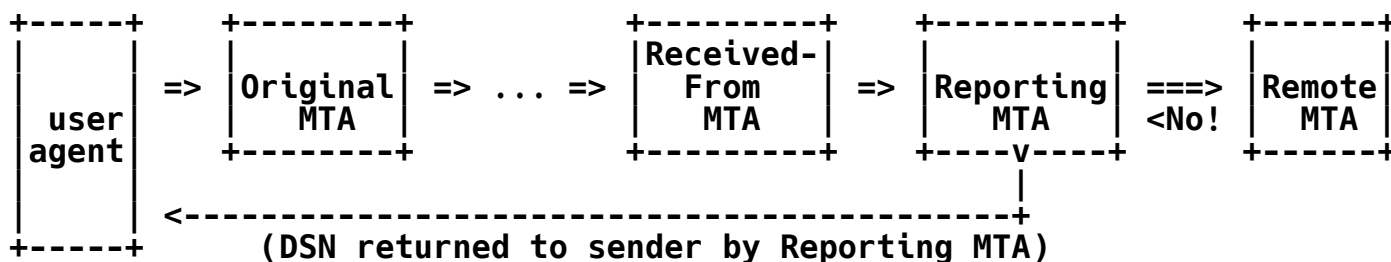 +-----+     +--------+              +---------+     +---------+       +------+
|     |     |        |              |Received-|     |         |       |      |
|     | =>  |Original| => ... =>    |  From   | =>  |Reporting| ===>  |Remote|
| user|     |   MTA  |              |   MTA   |     |   MTA   | <No!  |  MTA |
|agent|     +--------+              +---------+     +----v----+       +------+
|     |                                                  |
|     | <-------------------------------------------+
+-----+       (DSN returned to sender by Reporting MTA)